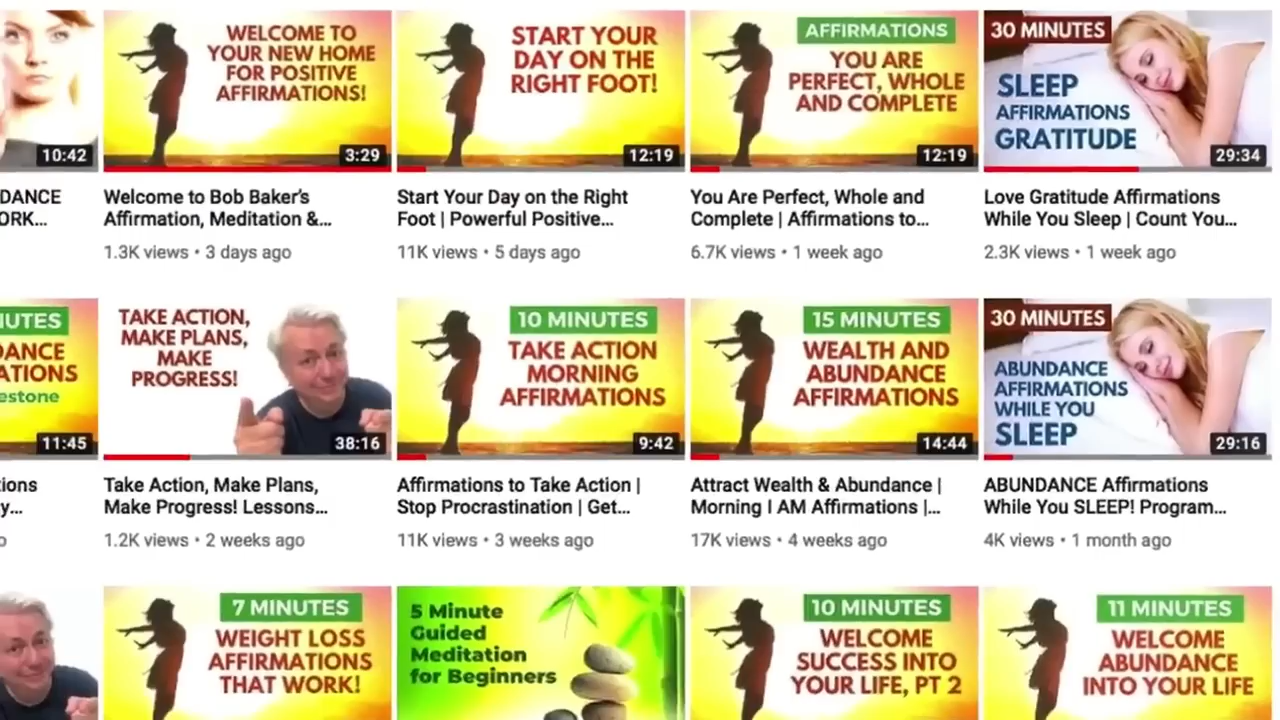 10:42
WELCOME TO
YOUR NEW HOME
FOR POSITIVE
AFFIRMATIONS!
3:29
START YOUR
DAY ON THE
RIGHT FOOT!
12:19
AFFIRMATIONS
YOU ARE
PERFECT, WHOLE
AND COMPLETE
12:19
30 MINUTES
SLEEP
AFFIRMATIONS
GRATITUDE
29:34
DANCE
ORK...
Welcome to Bob Baker's
Affirmation, Meditation &...
1.3K views • 3 days ago
Start Your Day on the Right
Foot | Powerful Positive...
11K views • 5 days ago
You Are Perfect, Whole and
Complete | Affirmations to...
6.7K views • 1 week ago
Love Gratitude Affirmations
While You Sleep | Count You...
2.3K views • 1 week ago
NUTES
DANCE
ATIONS
estone
11:45
TAKE ACTION,
MAKE PLANS,
MAKE
PROGRESS!
38:16
10 MINUTES
TAKE ACTION
MORNING
AFFIRMATIONS
9:42
15 MINUTES
WEALTH AND
ABUNDANCE
AFFIRMATIONS
14:44
30 MINUTES
ABUNDANCE
AFFIRMATIONS
WHILE YOU
SLEEP
29:16
ions
y...
Take Action, Make Plans,
Make Progress! Lessons...
1.2K views • 2 weeks ago
Affirmations to Take Action |
Stop Procrastination | Get...
11K views • 3 weeks ago
Attract Wealth & Abundance |
Morning I AM Affirmations |...
17K views • 4 weeks ago
ABUNDANCE Affirmations
While You SLEEP! Program...
4K views • 1 month ago
7 MINUTES
WEIGHT LOSS
AFFIRMATIONS
THAT WORK!
5 Minute
Guided
Meditation
for Beginners
10 MINUTES
WELCOME
SUCCESS INTO
YOUR LIFE, PT 2
11 MINUTES
WELCOME
ABUNDANCE
INTO YOUR LIFE